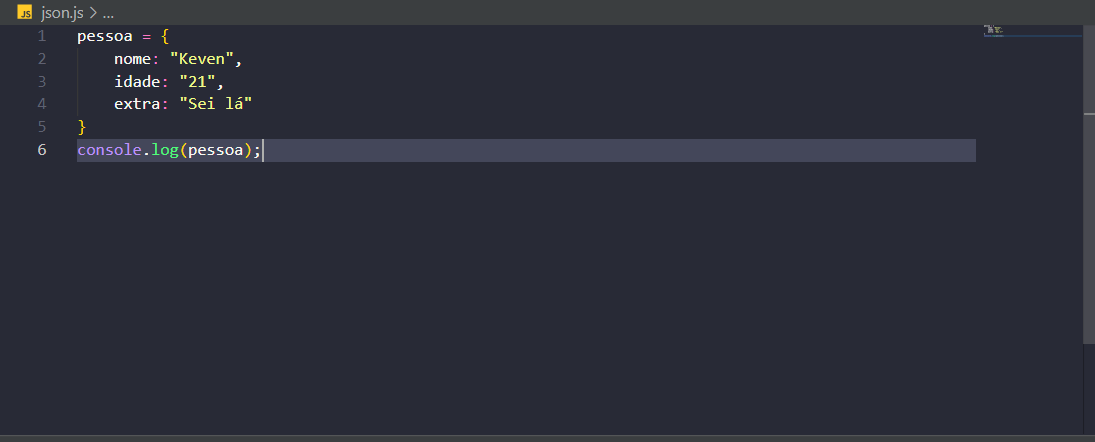 JS json.js > ...
1 pessoa = {
2 nome: "Keven",
3 idade: "21",
4 extra: "Sei lá"
5 }
6 console.log(pessoa);